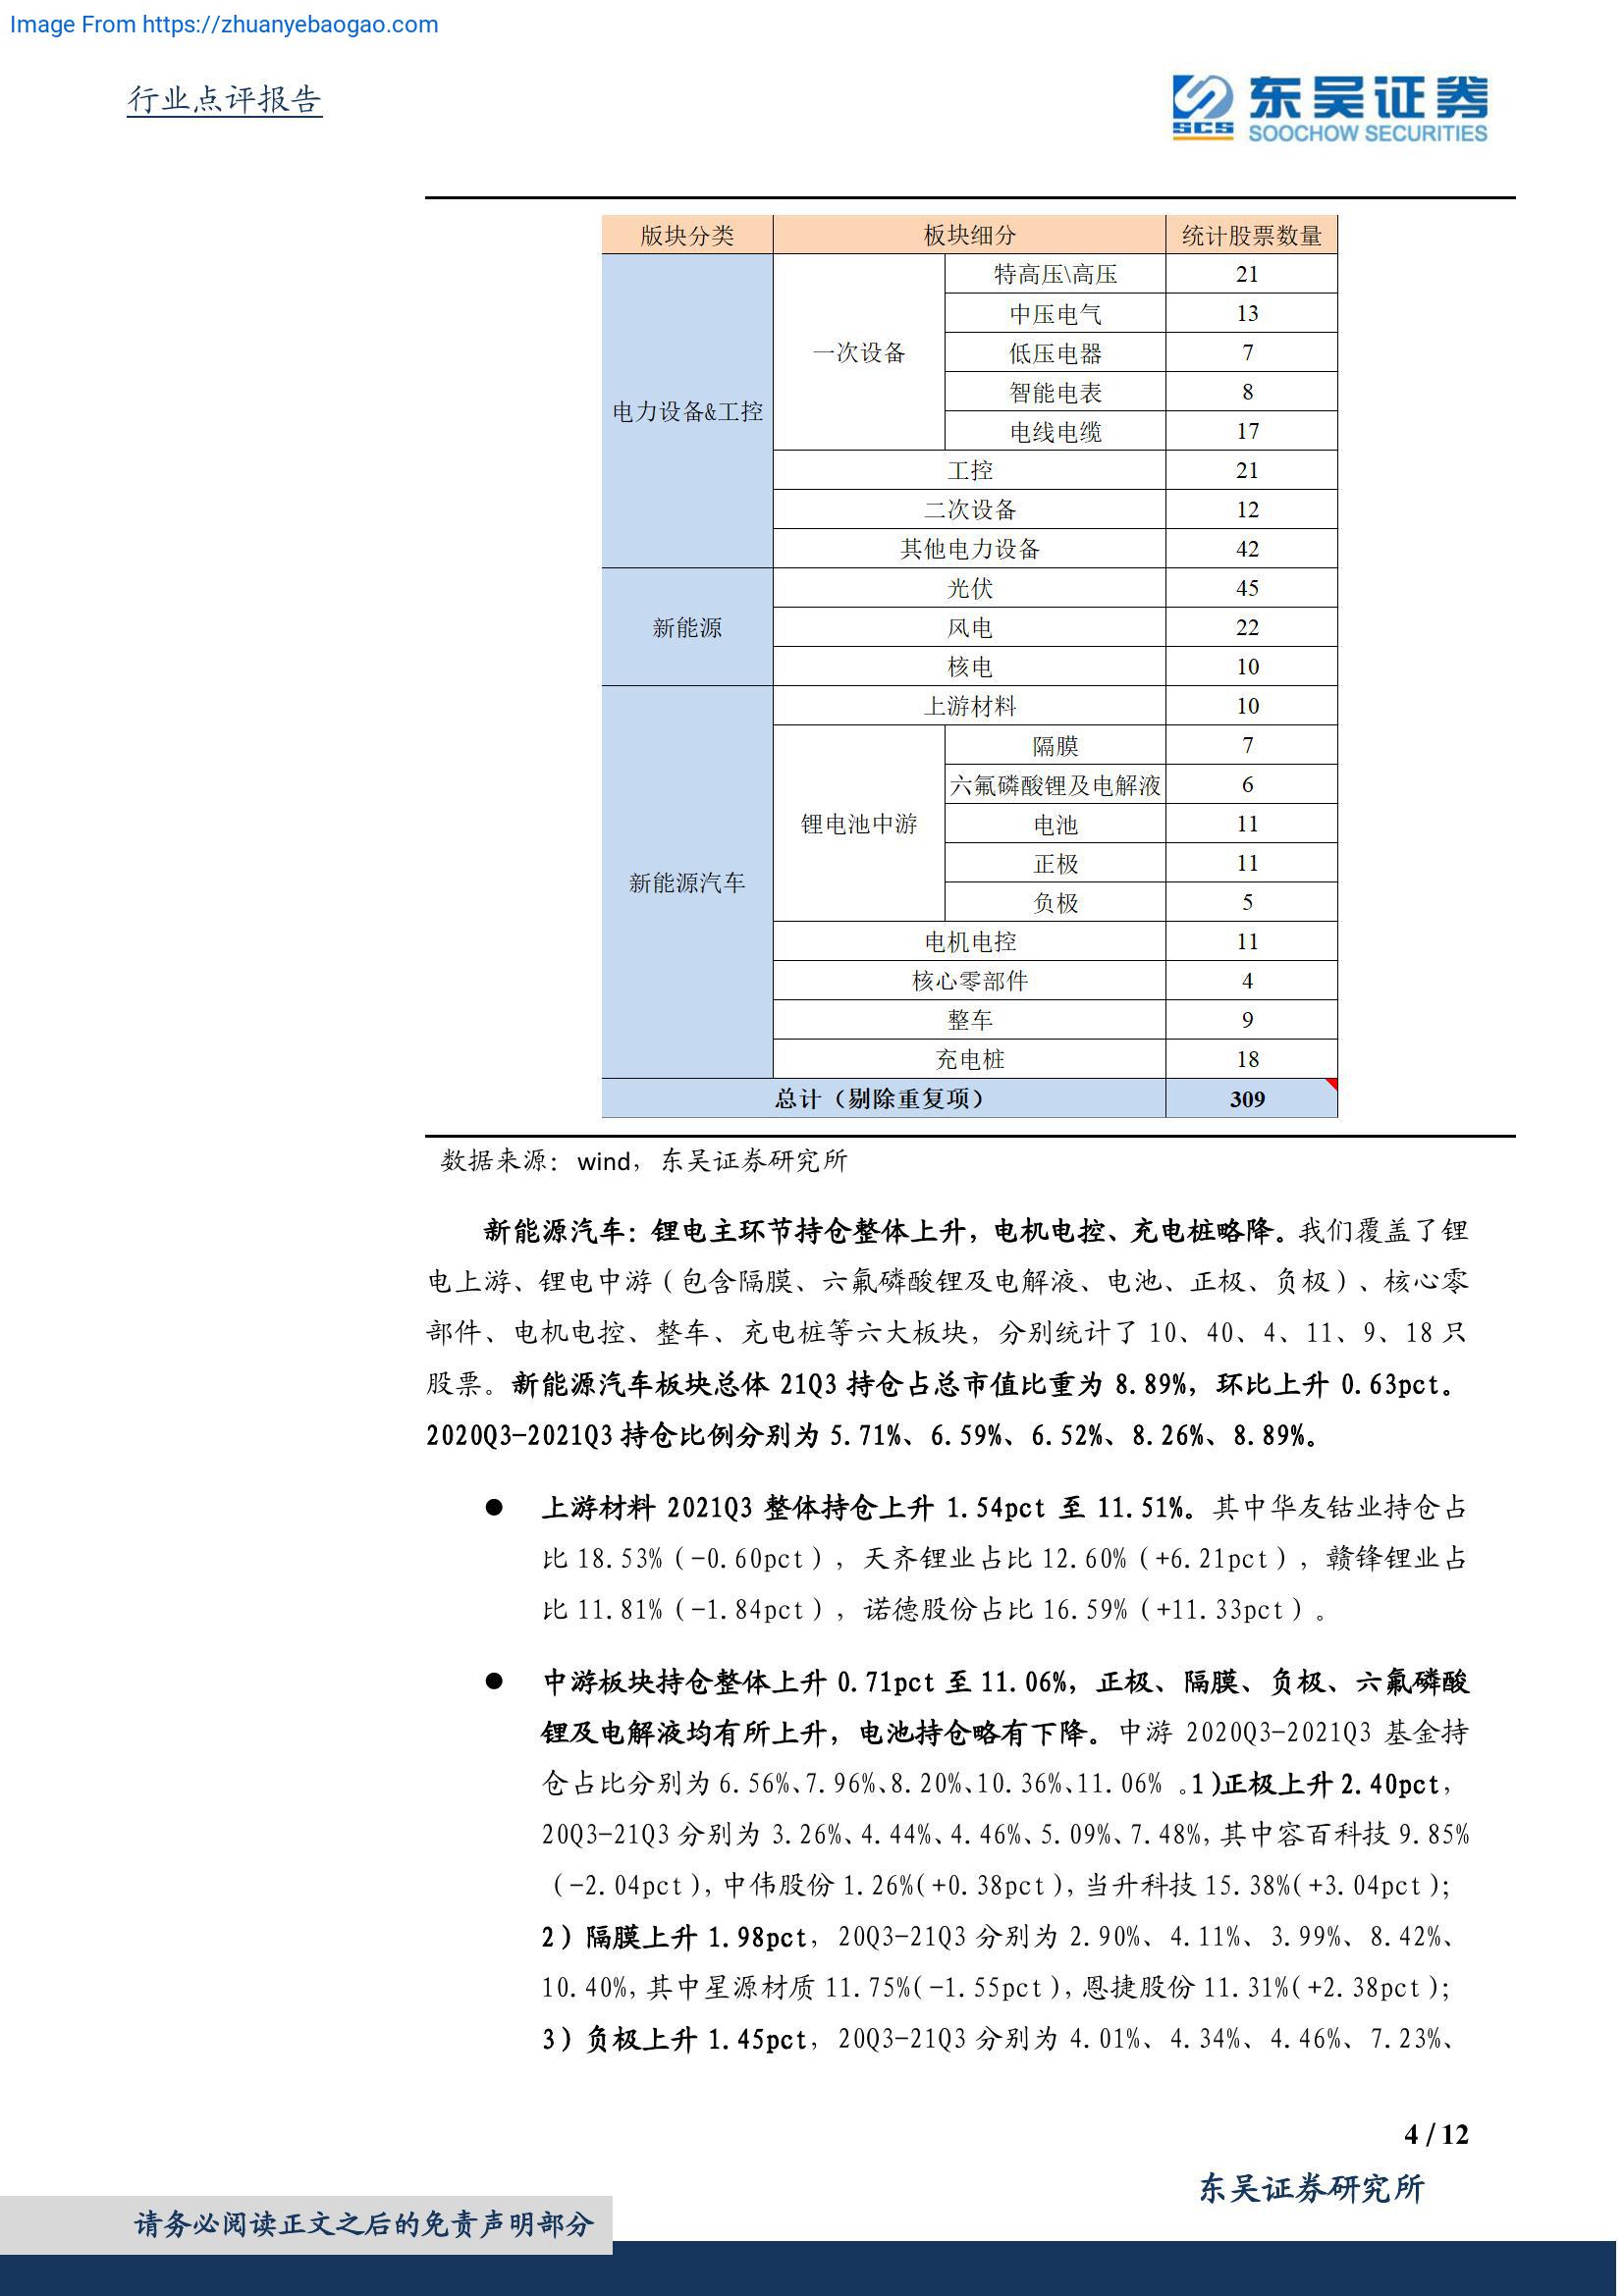 Image From https://zhuanyebaogao.com
行业点评报告
东吴证券
SCS
SOOCHOW SECURITIES
版块分类 板块细分 统计股票数量
电力设备&工控 一次设备 特高压\高压 21
中压电气 13
低压电器 7
智能电表 8
电线电缆 17
工控 21
二次设备 12
其他电力设备 42
新能源 光伏 45
风电 22
核电 10
新能源汽车 上游材料 10
锂电池中游 隔膜 7
六氟磷酸锂及电解液 6
电池 11
正极 11
负极 5
电机电控 11
核心零部件 4
整车 9
充电桩 18
总计（剔除重复项） 309
数据来源：wind，东吴证券研究所
新能源汽车：锂电主环节持仓整体上升，电机电控、充电桩略降。我们覆盖了锂
电上游、锂电中游（包含隔膜、六氟磷酸锂及电解液、电池、正极、负极）、核心零
部件、电机电控、整车、充电桩等六大板块，分别统计了 10、40、4、11、9、18 只
股票。新能源汽车板块总体 21Q3 持仓占总市值比重为 8.89%，环比上升 0.63pct。
2020Q3-2021Q3 持仓比例分别为 5.71%、6.59%、6.52%、8.26%、8.89%。
● 上游材料 2021Q3 整体持仓上升 1.54pct 至 11.51%。其中华友钴业持仓占
比 18.53%（-0.60pct），天齐锂业占比 12.60%（+6.21pct），赣锋锂业占
比 11.81%（-1.84pct），诺德股份占比 16.59%（+11.33pct）。
● 中游板块持仓整体上升 0.71pct 至 11.06%，正极、隔膜、负极、六氟磷酸
锂及电解液均有所上升，电池持仓略有下降。中游 2020Q3-2021Q3 基金持
仓占比分别为 6.56%、7.96%、8.20%、10.36%、11.06% 。1)正极上升 2.40pct，
20Q3-21Q3 分别为 3.26%、4.44%、4.46%、5.09%、7.48%，其中容百科技 9.85%
（-2.04pct），中伟股份 1.26%（+0.38pct），当升科技 15.38%（+3.04pct）；
2）隔膜上升 1.98pct，20Q3-21Q3 分别为 2.90%、4.11%、3.99%、8.42%、
10.40%，其中星源材质 11.75%（-1.55pct），恩捷股份 11.31%（+2.38pct）；
3）负极上升 1.45pct，20Q3-21Q3 分别为 4.01%、4.34%、4.46%、7.23%、
4 / 12
东吴证券研究所
请务必阅读正文之后的免责声明部分